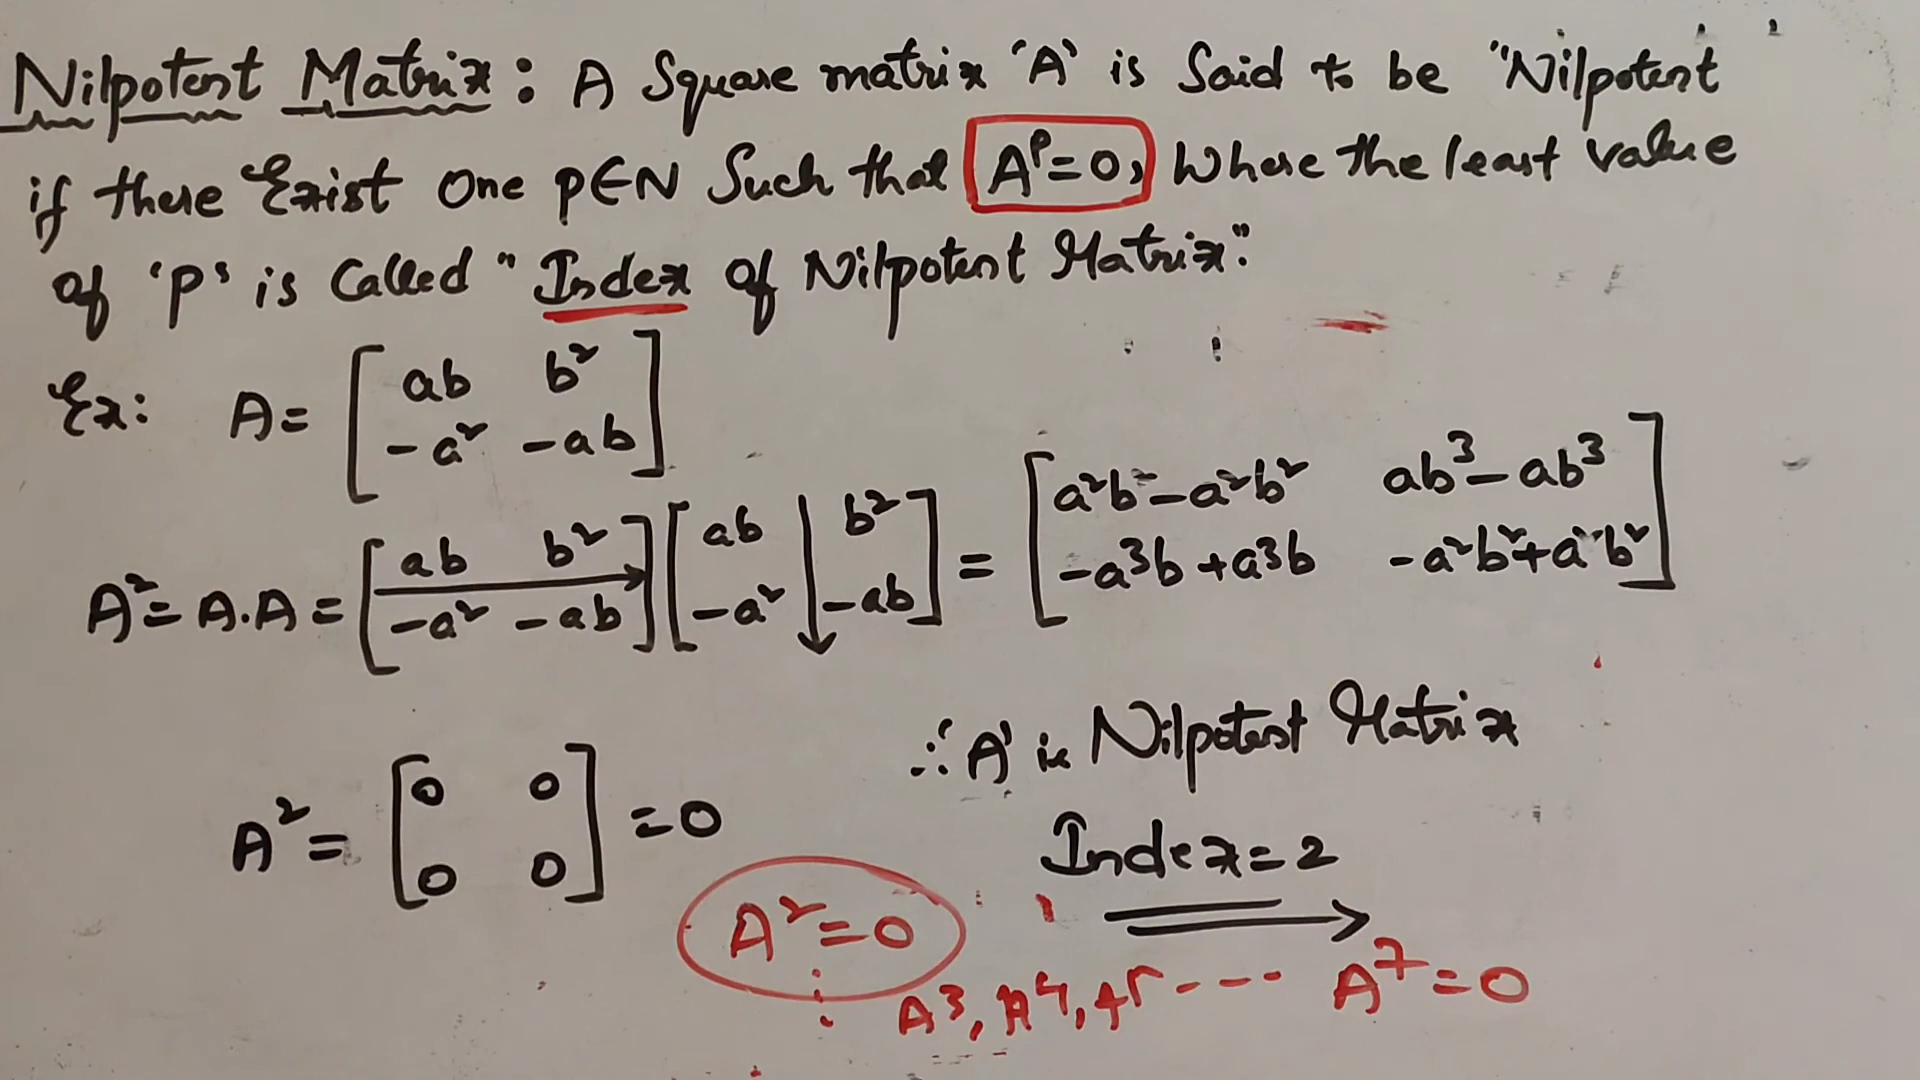 Nilpotent Matrix : A Square matrix 'A' is Said to be "Nilpotent
if there Exist One p∈N Such that A^p=0, Where the least value
of 'P' is Called "Index of Nilpotent Matrix".
Ex: A = [ab b²; -a² -ab]
A² = A.A = [ab b²; -a² -ab] [ab b²; -a² -ab] = [a²b²-a²b² ab³-ab³; -a³b+a³b -a²b²+a²b²]
∴ 'A' is Nilpotent Matrix
A² = [0 0; 0 0] = 0
Index = 2
A² = 0
A3, A4, A5 ---- A^7 = 0